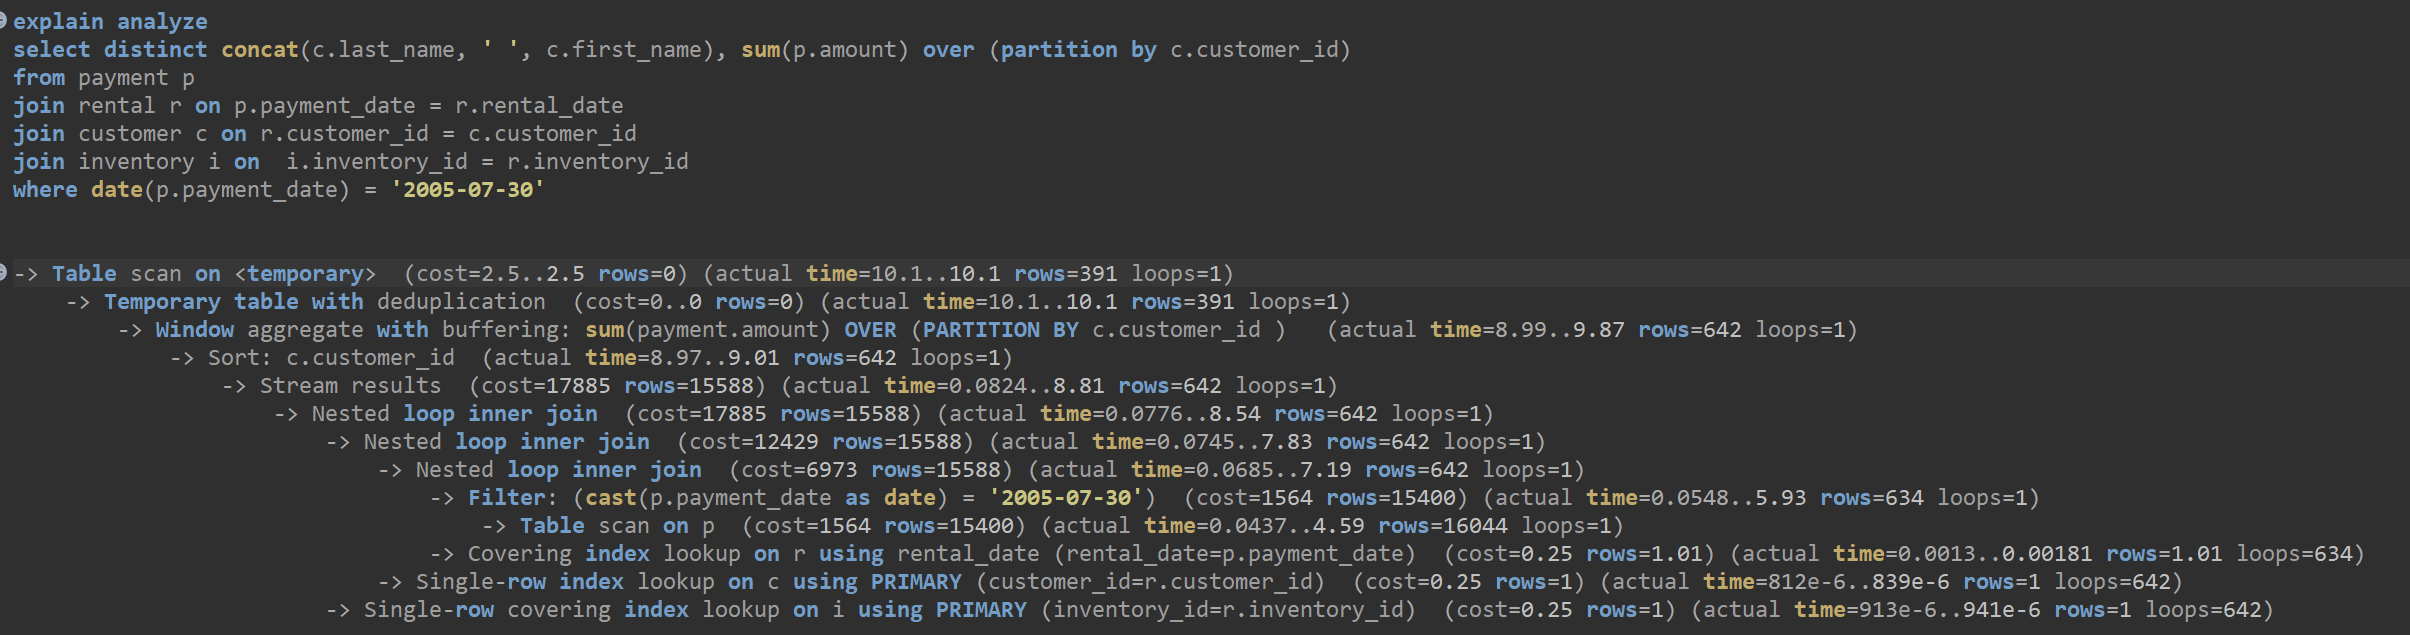 explain analyze
select distinct concat(c.last_name, ' ', c.first_name), sum(p.amount) over (partition by c.customer_id)
from payment p
join rental r on p.payment_date = r.rental_date
join customer c on r.customer_id = c.customer_id
join inventory i on  i.inventory_id = r.inventory_id
where date(p.payment_date) = '2005-07-30'
-> Table scan on <temporary>  (cost=2.5..2.5 rows=0) (actual time=10.1..10.1 rows=391 loops=1)
    -> Temporary table with deduplication  (cost=0..0 rows=0) (actual time=10.1..10.1 rows=391 loops=1)
        -> Window aggregate with buffering: sum(payment.amount) OVER (PARTITION BY c.customer_id )   (actual time=8.99..9.87 rows=642 loops=1)
            -> Sort: c.customer_id  (actual time=8.97..9.01 rows=642 loops=1)
                -> Stream results  (cost=17885 rows=15588) (actual time=0.0824..8.81 rows=642 loops=1)
                    -> Nested loop inner join  (cost=17885 rows=15588) (actual time=0.0776..8.54 rows=642 loops=1)
                        -> Nested loop inner join  (cost=12429 rows=15588) (actual time=0.0745..7.83 rows=642 loops=1)
                            -> Nested loop inner join  (cost=6973 rows=15588) (actual time=0.0685..7.19 rows=642 loops=1)
                                -> Filter: (cast(p.payment_date as date) = '2005-07-30')  (cost=1564 rows=15400) (actual time=0.0548..5.93 rows=634 loops=1)
                                    -> Table scan on p  (cost=1564 rows=15400) (actual time=0.0437..4.59 rows=16044 loops=1)
                                -> Covering index lookup on r using rental_date (rental_date=p.payment_date)  (cost=0.25 rows=1.01) (actual time=0.0013..0.00181 rows=1.01 loops=634)
                            -> Single-row index lookup on c using PRIMARY (customer_id=r.customer_id)  (cost=0.25 rows=1) (actual time=812e-6..839e-6 rows=1 loops=642)
                        -> Single-row covering index lookup on i using PRIMARY (inventory_id=r.inventory_id)  (cost=0.25 rows=1) (actual time=913e-6..941e-6 rows=1 loops=642)